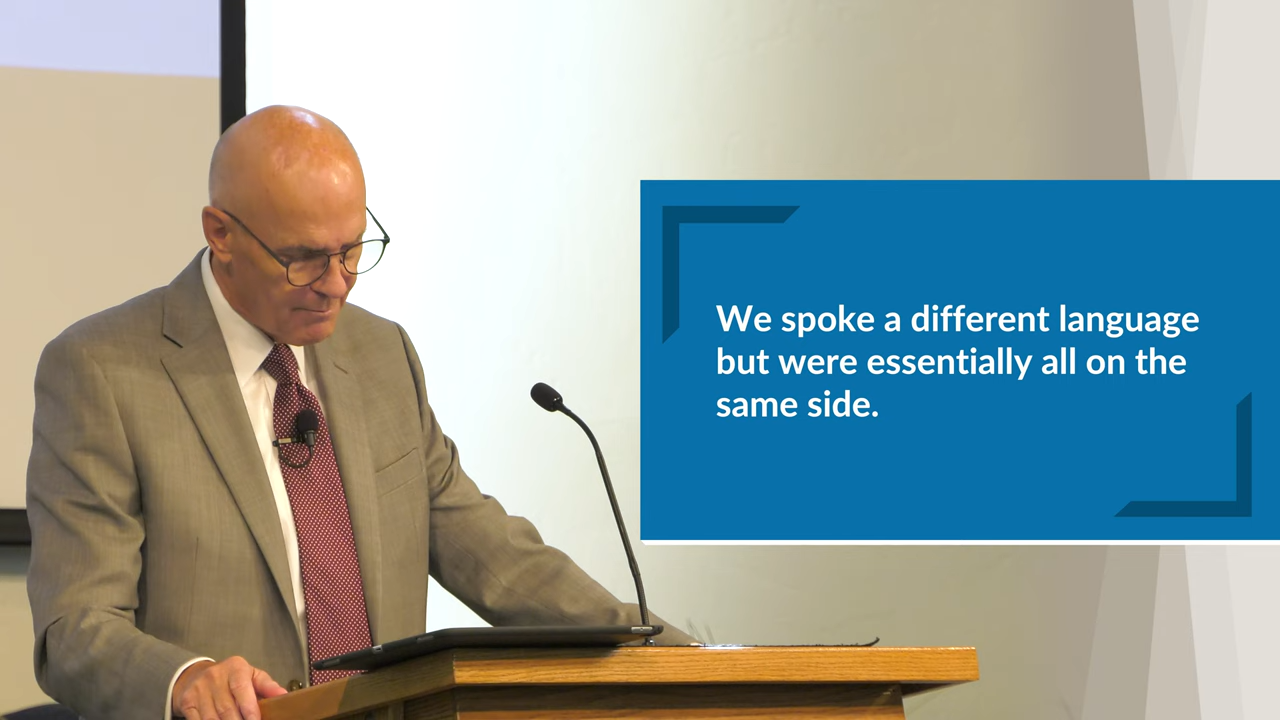 We spoke a different language
but were essentially all on the
same side.